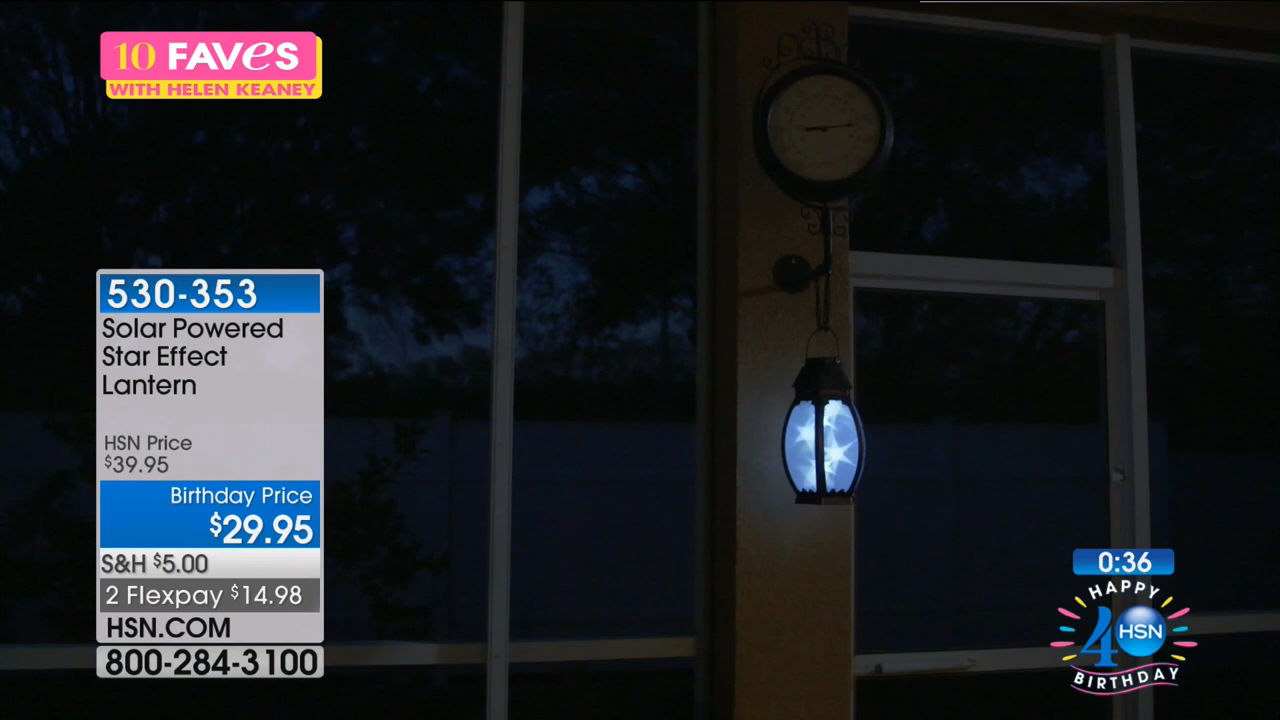 10 FAVES
WITH HELEN KEANEY
530-353
Solar Powered
Star Effect
Lantern
HSN Price
$39.95
Birthday Price
$29.95
S&H $5.00
2 Flexpay $14.98
HSN.COM
800-284-3100
0:36
HAPPY
40 HSN
BIRTHDAY